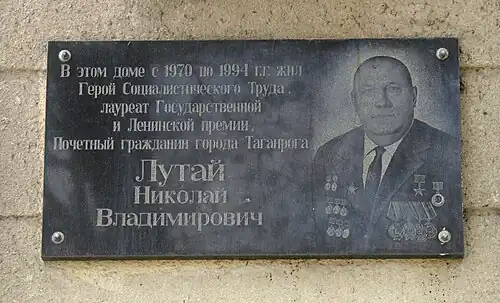 В этом доме с 1970 по 1994 г.г. жил
Герой Социалистического Труда,
лауреат Государственной
и Ленинской премии,
Почетный гражданин города Таганрога
Лутай
Николай
Владимирович